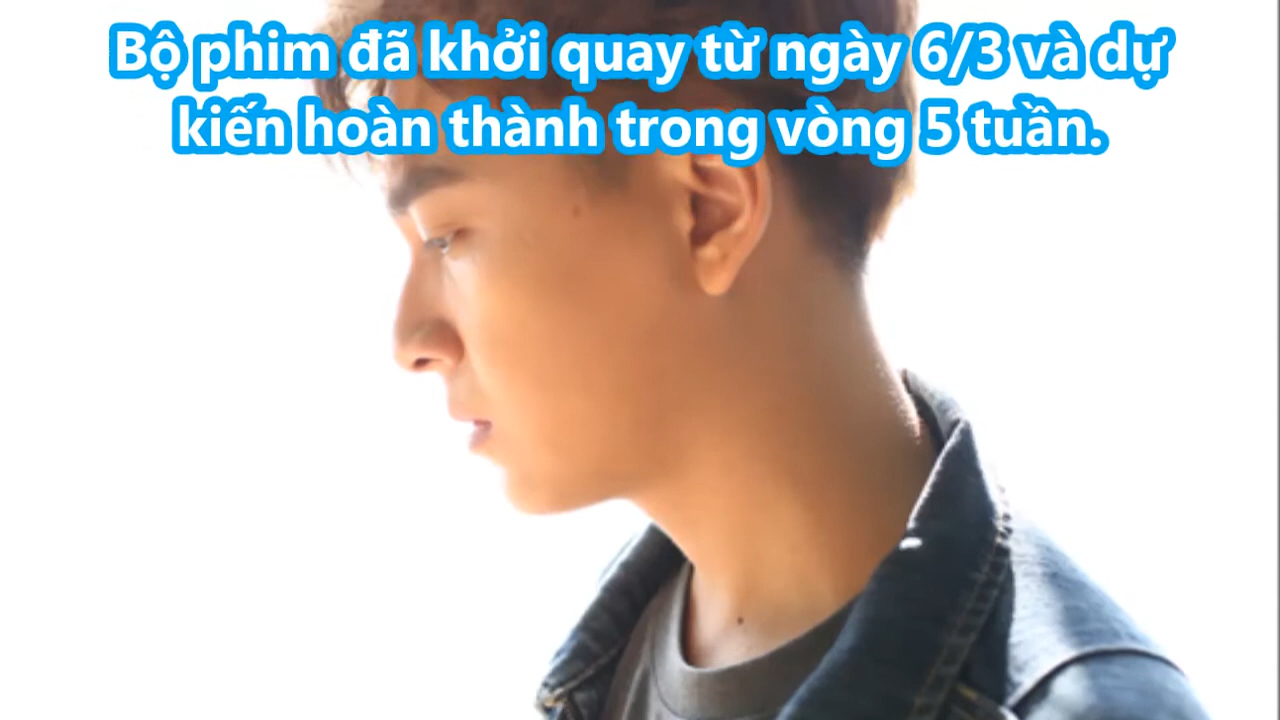 Bộ phim đã khởi quay từ ngày 6/3 và dự
kiến hoàn thành trong vòng 5 tuần.